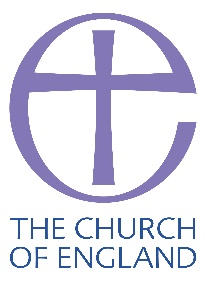 THE CHURCH
OF ENGLAND